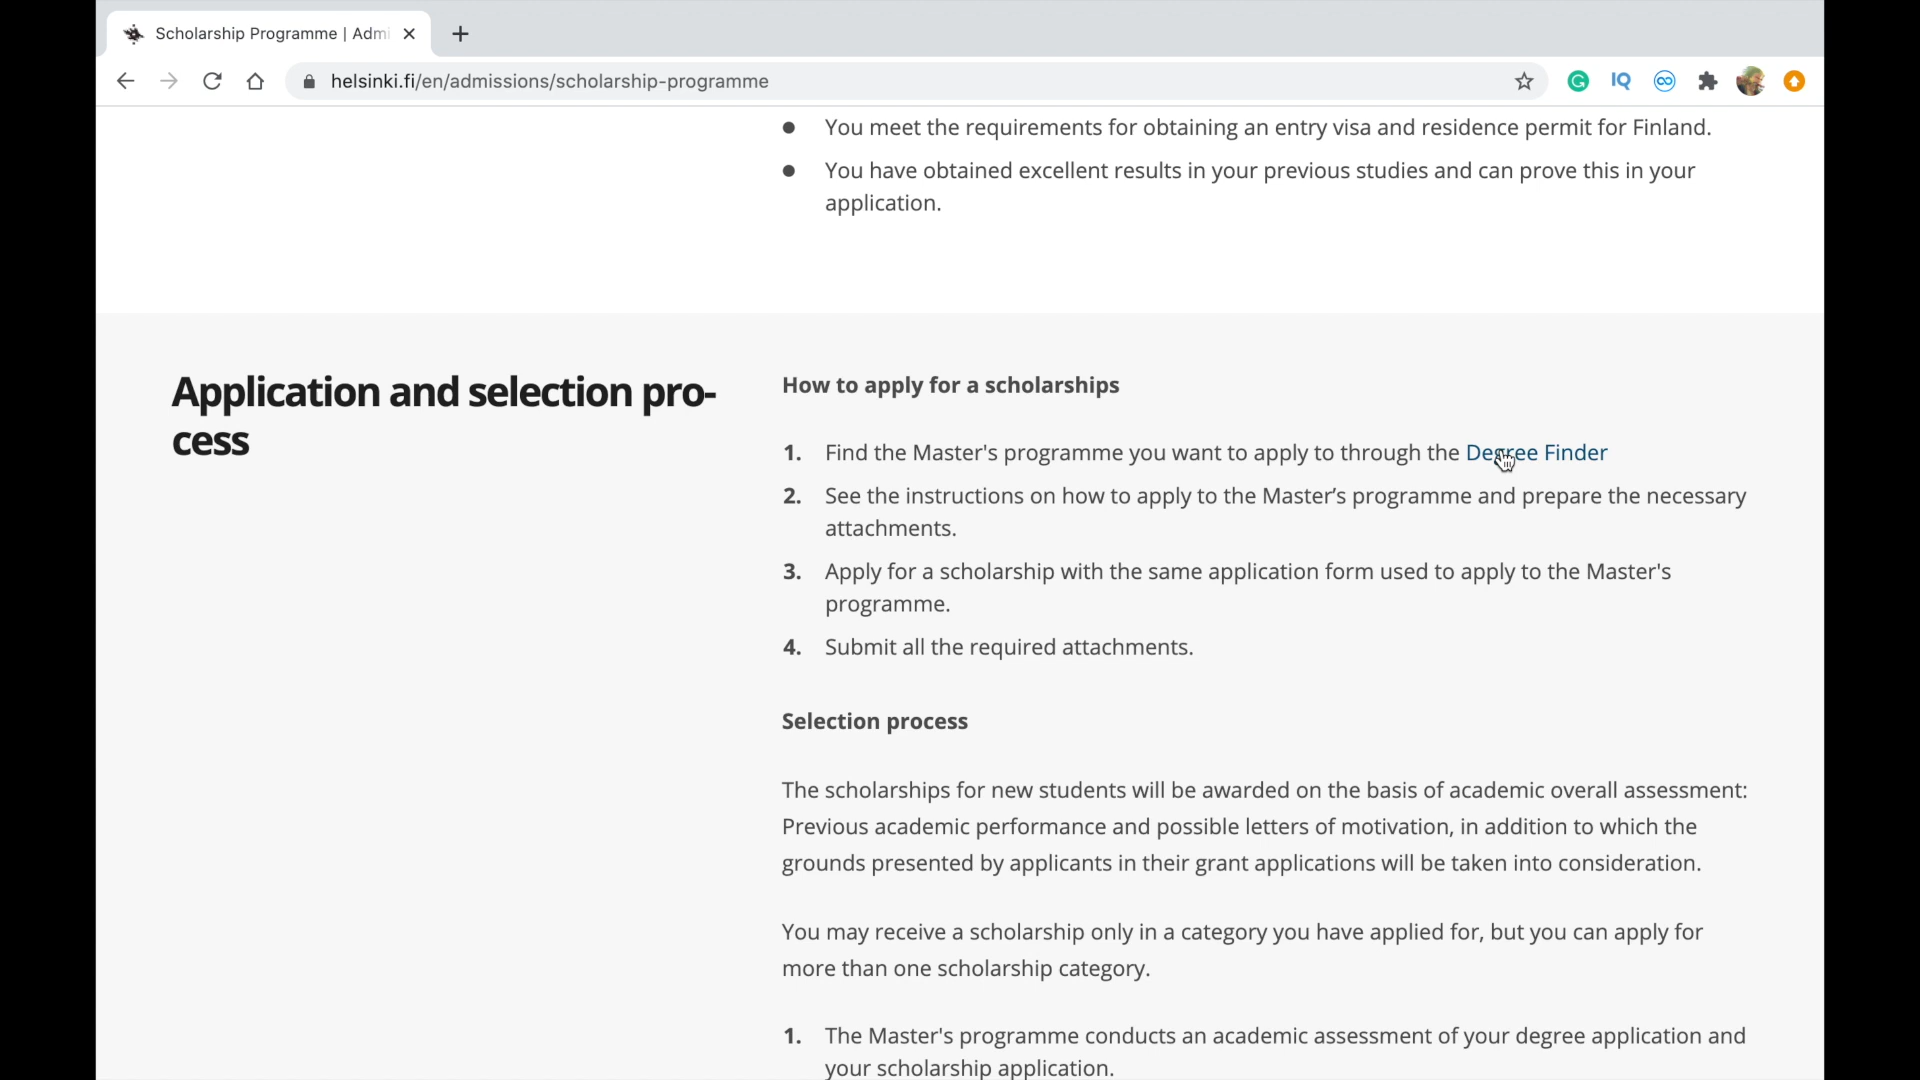 Scholarship Programme | Admi
helsinki.fi/en/admissions/scholarship-programme
IQ
You meet the requirements for obtaining an entry visa and residence permit for Finland.
You have obtained excellent results in your previous studies and can prove this in your
application.
Application and selection pro-
cess
How to apply for a scholarships
1. Find the Master's programme you want to apply to through the Degree Finder
2. See the instructions on how to apply to the Master’s programme and prepare the necessary
attachments.
3. Apply for a scholarship with the same application form used to apply to the Master's
programme.
4. Submit all the required attachments.
Selection process
The scholarships for new students will be awarded on the basis of academic overall assessment:
Previous academic performance and possible letters of motivation, in addition to which the
grounds presented by applicants in their grant applications will be taken into consideration.
You may receive a scholarship only in a category you have applied for, but you can apply for
more than one scholarship category.
1. The Master's programme conducts an academic assessment of your degree application and
your scholarship application.